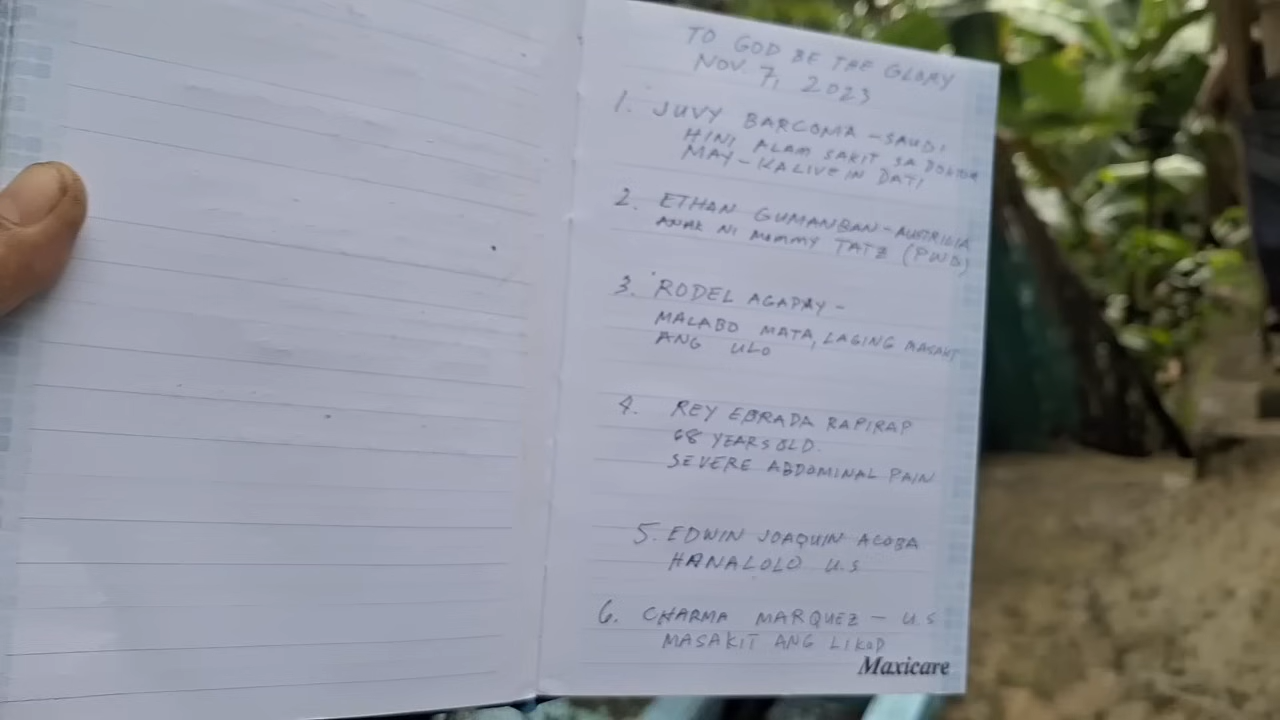 TO GOD BE THE GLORY
NOV. 7, 2023
1. JUVY BARCOMA - SAUDI
HINI ALAM SAKIT SA DOKTOR
MAY - KALIVE IN DATI
2. ETHAN GUMANBAN - AUSTRILIA
ANAK NI MOMMY TATZ (PWD)
3. RODEL AGAPAY -
MALABO MATA, LAGING MASAKIT
ANG ULO
4. REY EBRADA RAPIRAP
68 YEARS OLD.
SEVERE ABDOMINAL PAIN
5. EDWIN JOAQUIN ACOBA
HANALOLO U.S
6. CHARMA MARQUEZ - U.S
MASAKIT ANG LIKOD
Maxicare